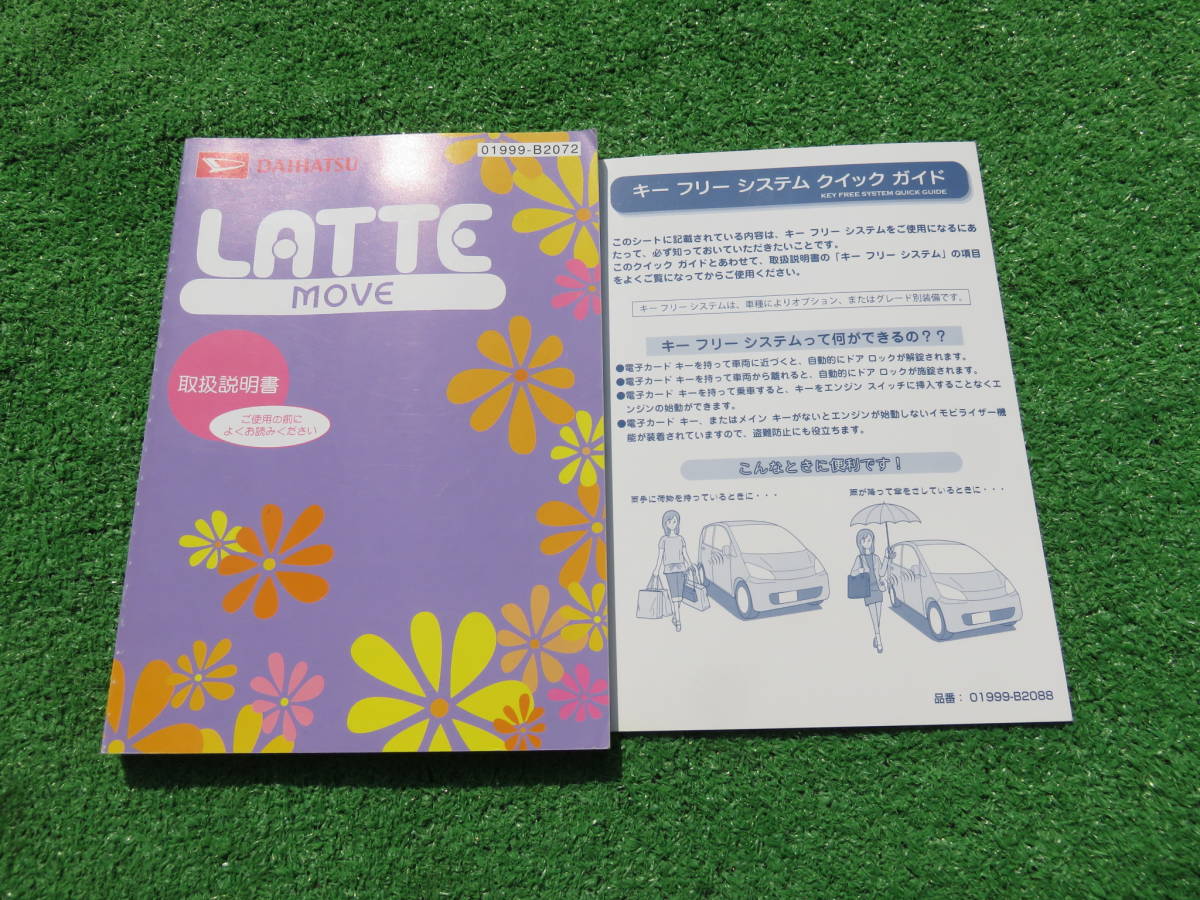 DAIHATSU
01999-B2072
LATTE
MOVE
取扱説明書
ご使用の前に
よくお読みください
キー フリー システム クイック ガイド
KEY FREE SYSTEM QUICK GUIDE
このシートに記載されている内容は、キー フリー システムをご使用になるにあ
たって、必ず知っておいていただきたいことです。
このクイック ガイドとあわせて、取扱説明書の「キー フリー システム」の項目
をよくご覧になってからご使用ください。
キー フリー システムは、車種によりオプション、またはグレード別装備です。
キー フリー システムって何ができるの？？
●電子カード キーを持って車両に近づくと、自動的にドア ロックが解錠されます。
●電子カード キーを持って車両から離れると、自動的にドア ロックが施錠されます。
●電子カード キーを持って乗車すると、キーをエンジン スイッチに挿入することなくエ
ンジンの始動ができます。
●電子カード キー、またはメイン キーがないとエンジンが始動しないイモビライザー機
能が装着されていますので、盗難防止にも役立ちます。
こんなときに便利です！
両手に荷物を持っているときに・・・
雨が降って傘をさしているときに・・・
品番： 01999-B2088